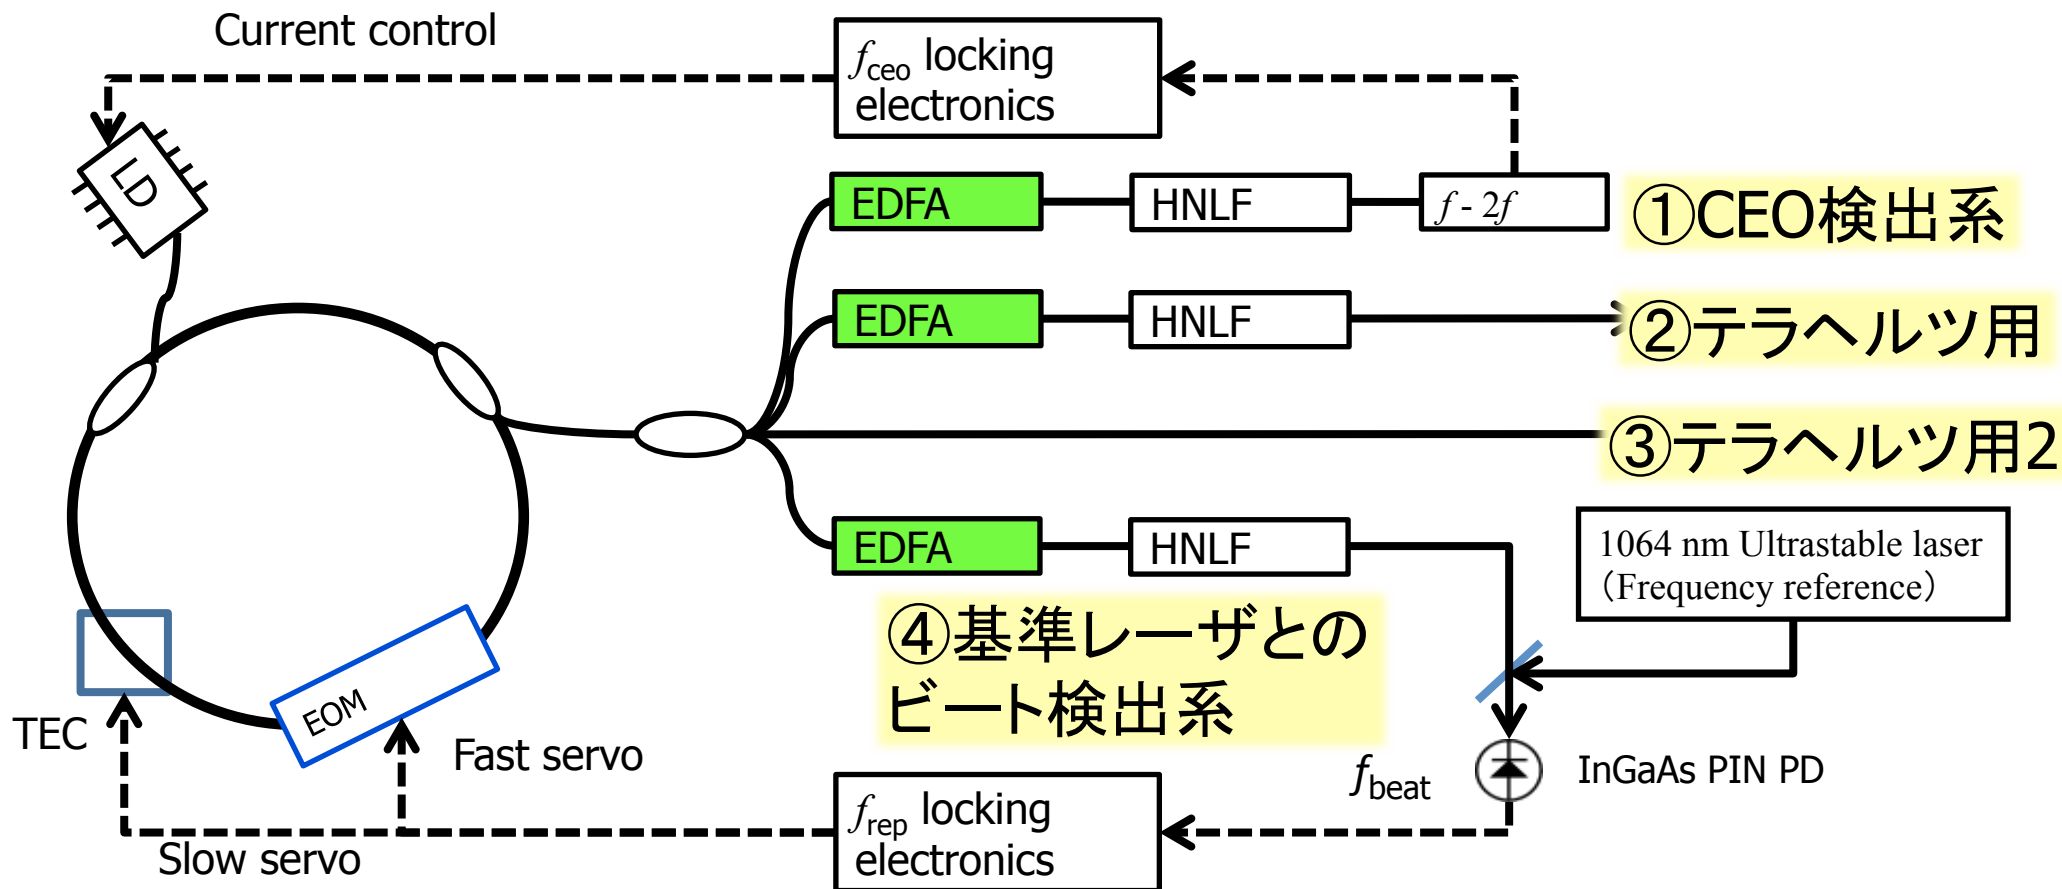 Current control
f_ceo locking
electronics
LD
EDFA
HNLF
f - 2f
①CEO検出系
EDFA
HNLF
②テラヘルツ用
③テラヘルツ用2
EDFA
HNLF
1064 nm Ultrastable laser
（Frequency reference）
④基準レーザとの
ビート検出系
EOM
TEC
Fast servo
f_beat
InGaAs PIN PD
f_rep locking
electronics
Slow servo